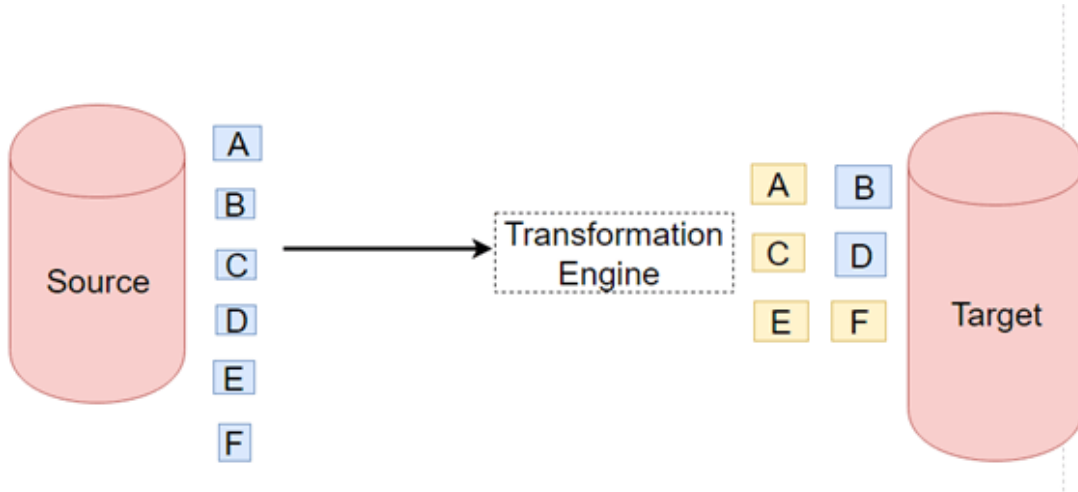 Source
A
B
C
D
E
F
Transformation
Engine
A B
C D
E F
Target